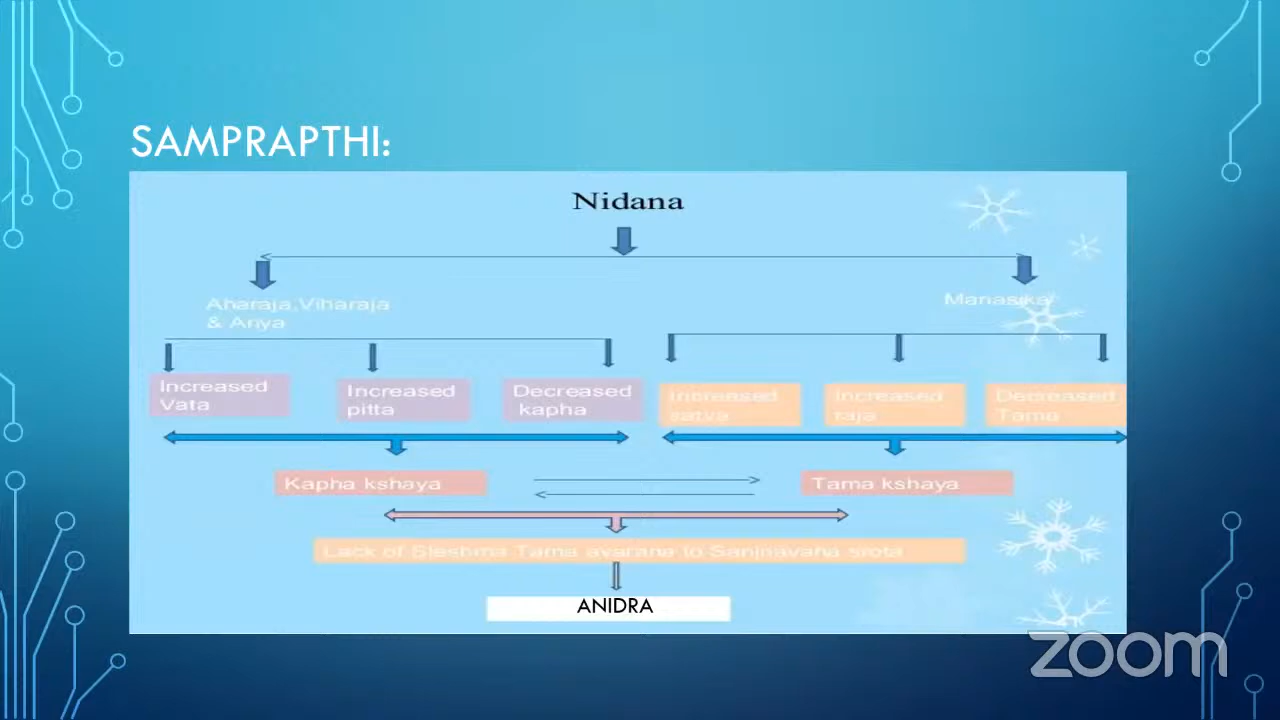 SAMPRAPTHI:
Nidana
Aharaja,Viharaja
& Anya
Manasika
Increased
Vata
Increased
pitta
Decreased
kapha
Increased
satva
Increased
raja
Decreased
Tama
Kapha kshaya
Tama kshaya
Lack of Sleshma Tama avarana to Sanjnavaha srota
ANIDRA
zoom